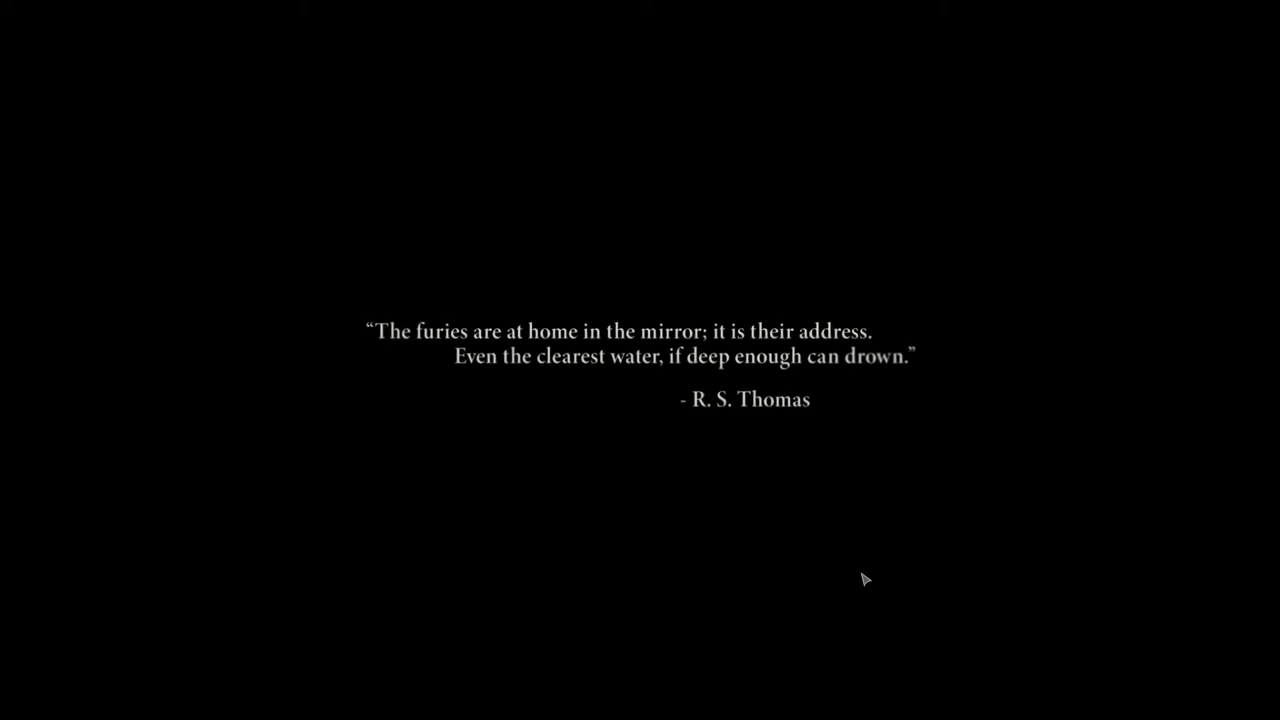 “The furies are at home in the mirror; it is their address.
Even the clearest water, if deep enough can drown.”
- R. S. Thomas